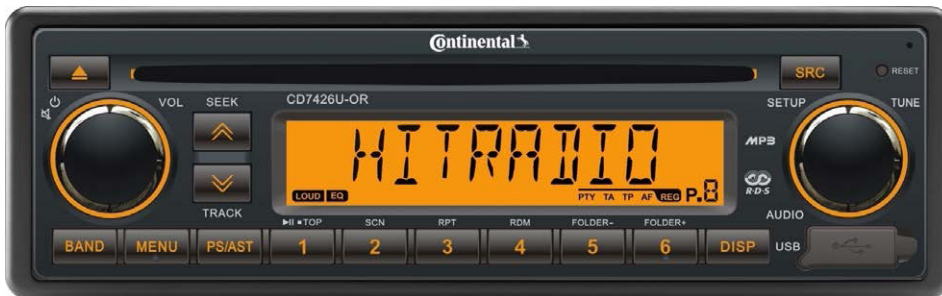 Continental
SRC
RESET
VOL SEEK CD7426U-OR SETUP TUNE
HITRADIO
MP3
LOUD EQ PTY TA TP AF REG P.8
R·D·S
TRACK
AUDIO
▶II ■TOP SCN RPT RDM FOLDER- FOLDER+
BAND MENU PS/AST 1 2 3 4 5 6 DISP USB